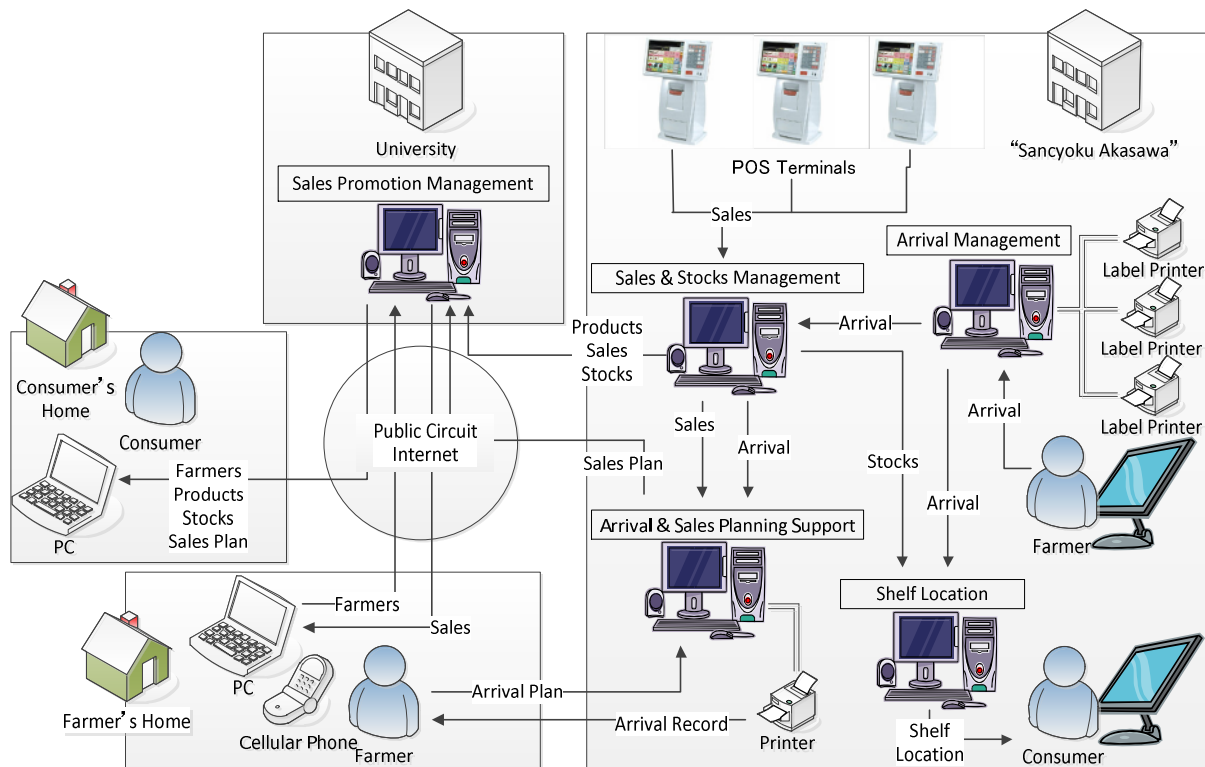 University
Sales Promotion Management
"Sancyoku Akasawa"
POS Terminals
Sales
Arrival Management
Label Printer
Label Printer
Label Printer
Sales & Stocks Management
Arrival
Products
Sales
Stocks
Consumer's
Home
Consumer
PC
Farmers
Products
Stocks
Sales Plan
Public Circuit
Internet
Sales Plan
Sales
Arrival
Stocks
Arrival
Arrival
Farmer
Arrival & Sales Planning Support
Shelf Location
Farmers
Sales
PC
Cellular Phone
Farmer's Home
Farmer
Arrival Plan
Arrival Record
Printer
Shelf
Location
Consumer